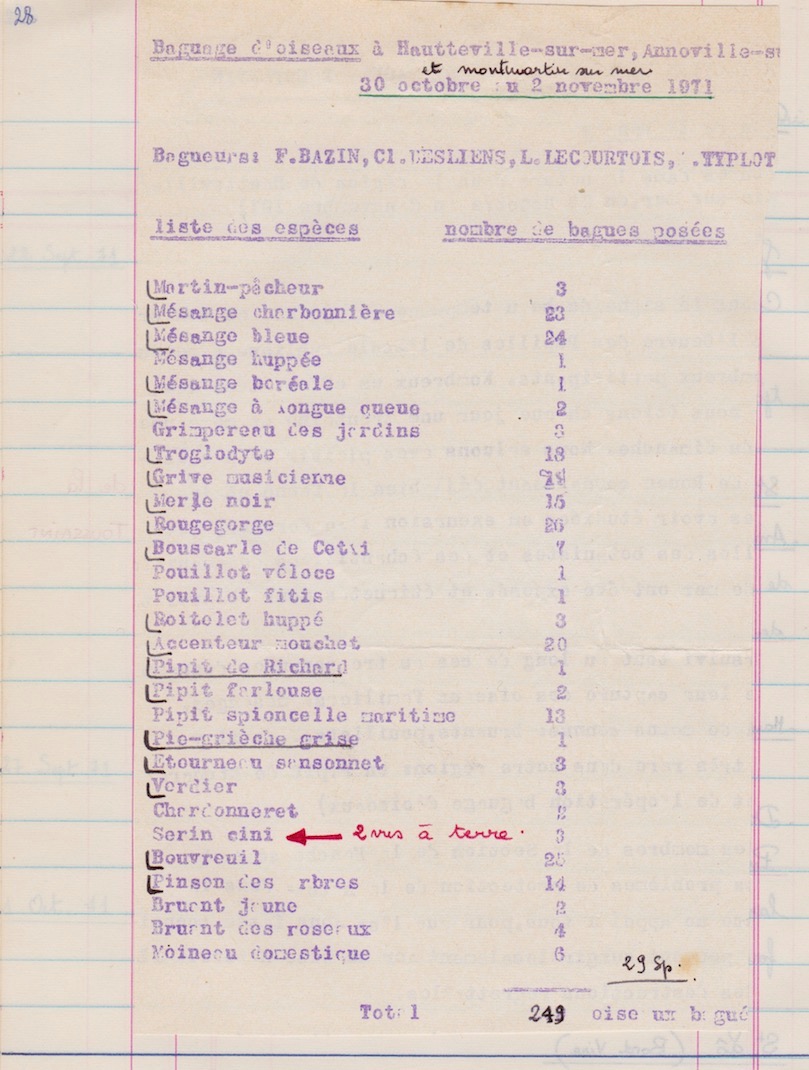 28
Baguage d'oiseaux à Hautteville-sur-mer, Annoville-su
et montmartin sur mer
30 octobre au 2 novembre 1971
Bagueurs: F.BAZIN, Cl.DESLIENS, L.LECOURTOIS, .TYPLOT
liste des espèces nombre de bagues posées
Martin-pêcheur 3
Mésange charbonnière 23
Mésange bleue 24
Mésange huppée 1
Mésange boréale 1
Mésange à longue queue 2
Grimpereau des jardins
Troglodyte 18
Grive musicienne
Merle noir 15
Rougegorge 26
Bouscarle de Cetti 7
Pouillot véloce 1
Pouillot fitis 1
Roitelet huppé 3
Accenteur mouchet 20
Pipit de Richard 1
Pipit farlouse 2
Pipit spioncelle maritime 13
Pie-grièche grise 1
Etourneau sansonnet 3
Verdier 3
Chardonneret 2
Serin cini ← 2 vus à terre. 3
Bouvreuil 25
Pinson des arbres 14
Bruant jaune 2
Bruant des roseaux 4
Moineau domestique 6
29 Sp.
Total 249 oiseaux bagué